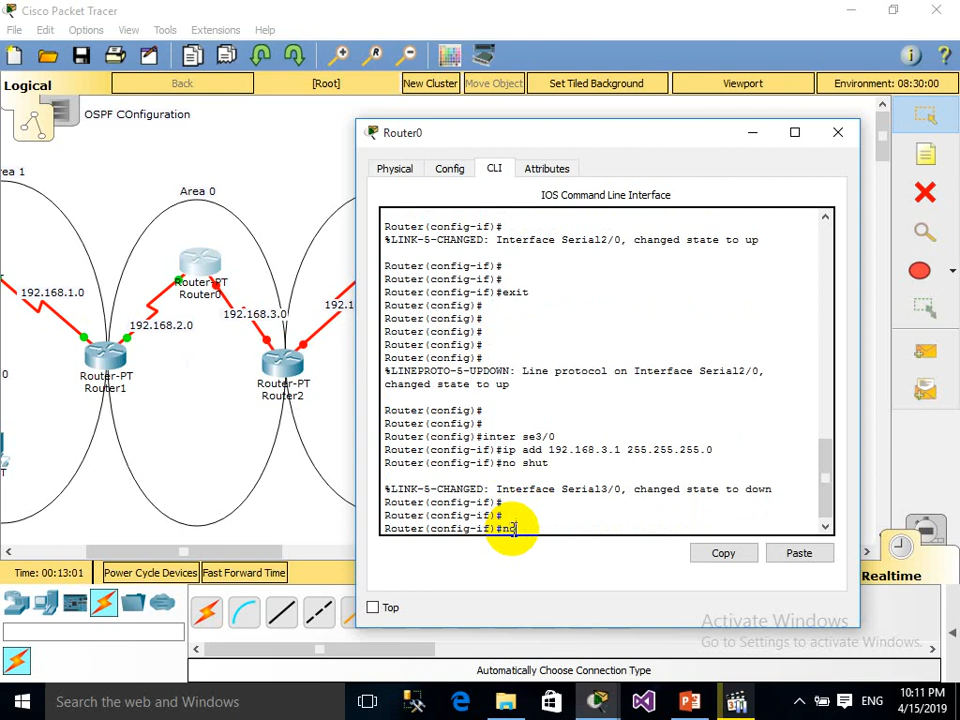 Cisco Packet Tracer
File Edit Options View Tools Extensions Help
Logical
Back
[Root]
New Cluster
Move Object
Set Tiled Background
Viewport
Environment: 08:30:00
OSPF COnfiguration
ea 1
Area 0
192.168.1.0
Router-PT
Router0
192.168.2.0
192.168.3.0
192.1
Router-PT
Router1
Router-PT
Router2
0
T
Router0
Physical Config CLI Attributes
IOS Command Line Interface
Router(config-if)#
%LINK-5-CHANGED: Interface Serial2/0, changed state to up
Router(config-if)#
Router(config-if)#
Router(config-if)#exit
Router(config)#
Router(config)#
Router(config)#
Router(config)#
Router(config)#
%LINEPROTO-5-UPDOWN: Line protocol on Interface Serial2/0,
changed state to up
Router(config)#
Router(config)#
Router(config)#inter se3/0
Router(config-if)#ip add 192.168.3.1 255.255.255.0
Router(config-if)#no shut
%LINK-5-CHANGED: Interface Serial3/0, changed state to down
Router(config-if)#
Router(config-if)#
Router(config-if)#no
Copy
Paste
Top
Time: 13:13:01
Power Cycle Devices
Fast Forward Time
Realtime
Automatically Choose Connection Type
Activate Windows
Go to Settings to activate Windows.
Search the web and Windows
ENG
10:11 PM
4/15/2019